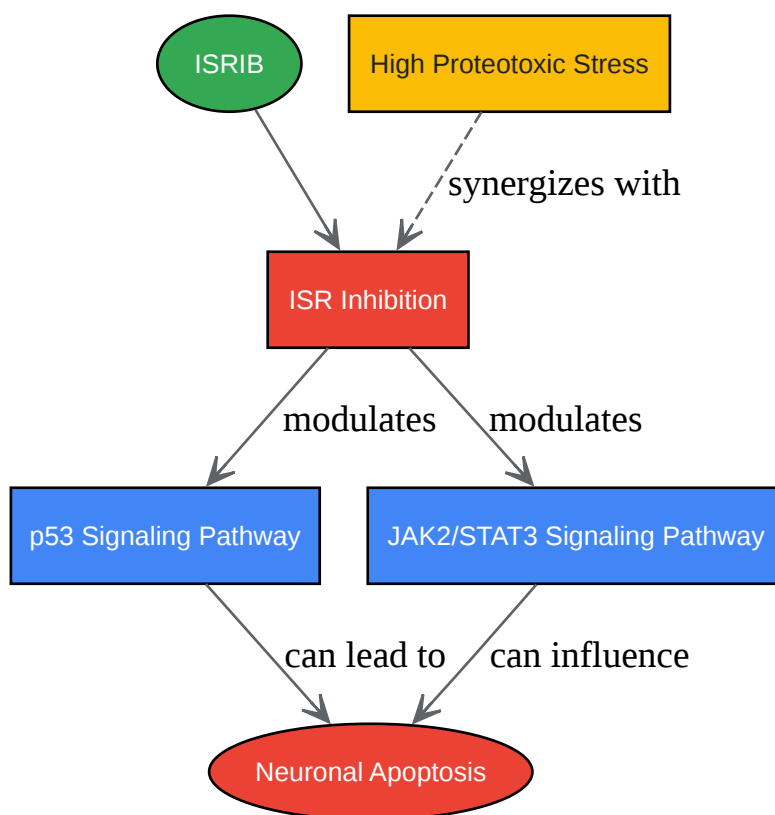 ISRIB
High Proteotoxic Stress
synergizes with
ISR Inhibition
modulates
modulates
p53 Signaling Pathway
JAK2/STAT3 Signaling Pathway
can lead to
can influence
Neuronal Apoptosis